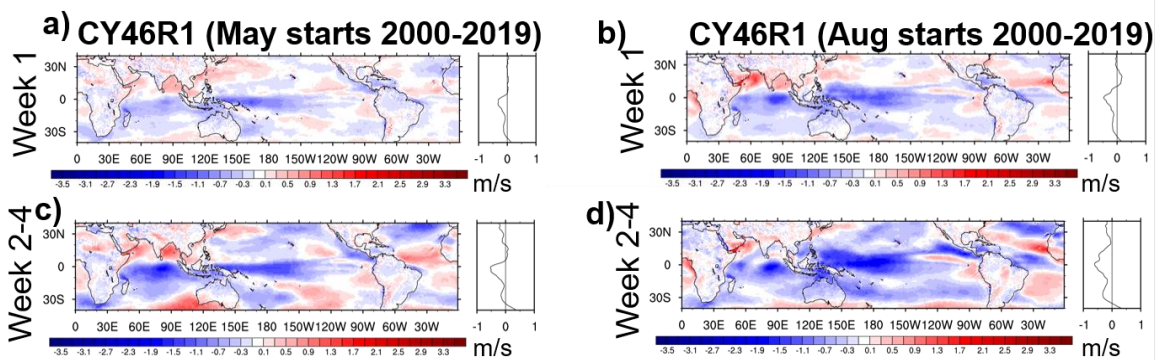 a) CY46R1 (May starts 2000-2019)
Week 1
30N
0
30S
0 30E 60E 90E 120E 150E 180 150W 120W 90W 60W 30W
-1 0 1
-3.5 -3.1 -2.7 -2.3 -1.9 -1.5 -1.1 -0.7 -0.3 0.1 0.5 0.9 1.3 1.7 2.1 2.5 2.9 3.3
m/s
b) CY46R1 (Aug starts 2000-2019)
Week 1
30N
0
30S
0 30E 60E 90E 120E 150E 180 150W 120W 90W 60W 30W
-1 0 1
-3.5 -3.1 -2.7 -2.3 -1.9 -1.5 -1.1 -0.7 -0.3 0.1 0.5 0.9 1.3 1.7 2.1 2.5 2.9 3.3
m/s
c)
Week 2-4
30N
0
30S
0 30E 60E 90E 120E 150E 180 150W 120W 90W 60W 30W
-1 0 1
-3.5 -3.1 -2.7 -2.3 -1.9 -1.5 -1.1 -0.7 -0.3 0.1 0.5 0.9 1.3 1.7 2.1 2.5 2.9 3.3
m/s
d)
Week 2-4
30N
0
30S
0 30E 60E 90E 120E 150E 180 150W 120W 90W 60W 30W
-1 0 1
-3.5 -3.1 -2.7 -2.3 -1.9 -1.5 -1.1 -0.7 -0.3 0.1 0.5 0.9 1.3 1.7 2.1 2.5 2.9 3.3
m/s